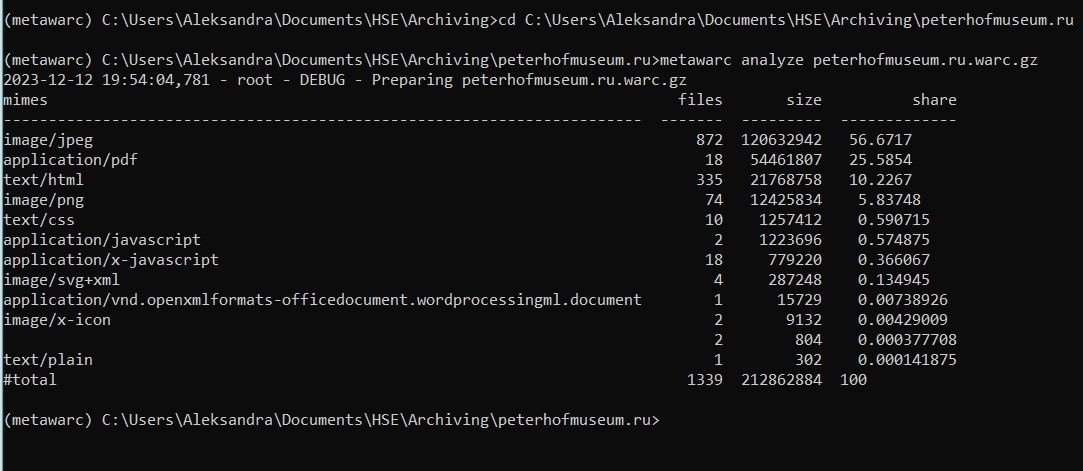 (metawarc) C:\Users\Aleksandra\Documents\HSE\Archiving>cd C:\Users\Aleksandra\Documents\HSE\Archiving\peterhofmuseum.ru
(metawarc) C:\Users\Aleksandra\Documents\HSE\Archiving\peterhofmuseum.ru>metawarc analyze peterhofmuseum.ru.warc.gz
2023-12-12 19:54:04,781 - root - DEBUG - Preparing peterhofmuseum.ru.warc.gz
mimes files size share
------------------------------------------------------------------------ ------- --------- -------------
image/jpeg 872 120632942 56.6717
application/pdf 18 54461807 25.5854
text/html 335 21768758 10.2267
image/png 74 12425834 5.83748
text/css 10 1257412 0.590715
application/javascript 2 1223696 0.574875
application/x-javascript 18 779220 0.366067
image/svg+xml 4 287248 0.134945
application/vnd.openxmlformats-officedocument.wordprocessingml.document 1 15729 0.00738926
image/x-icon 2 9132 0.00429009
2 804 0.000377708
text/plain 1 302 0.000141875
#total 1339 212862884 100
(metawarc) C:\Users\Aleksandra\Documents\HSE\Archiving\peterhofmuseum.ru>